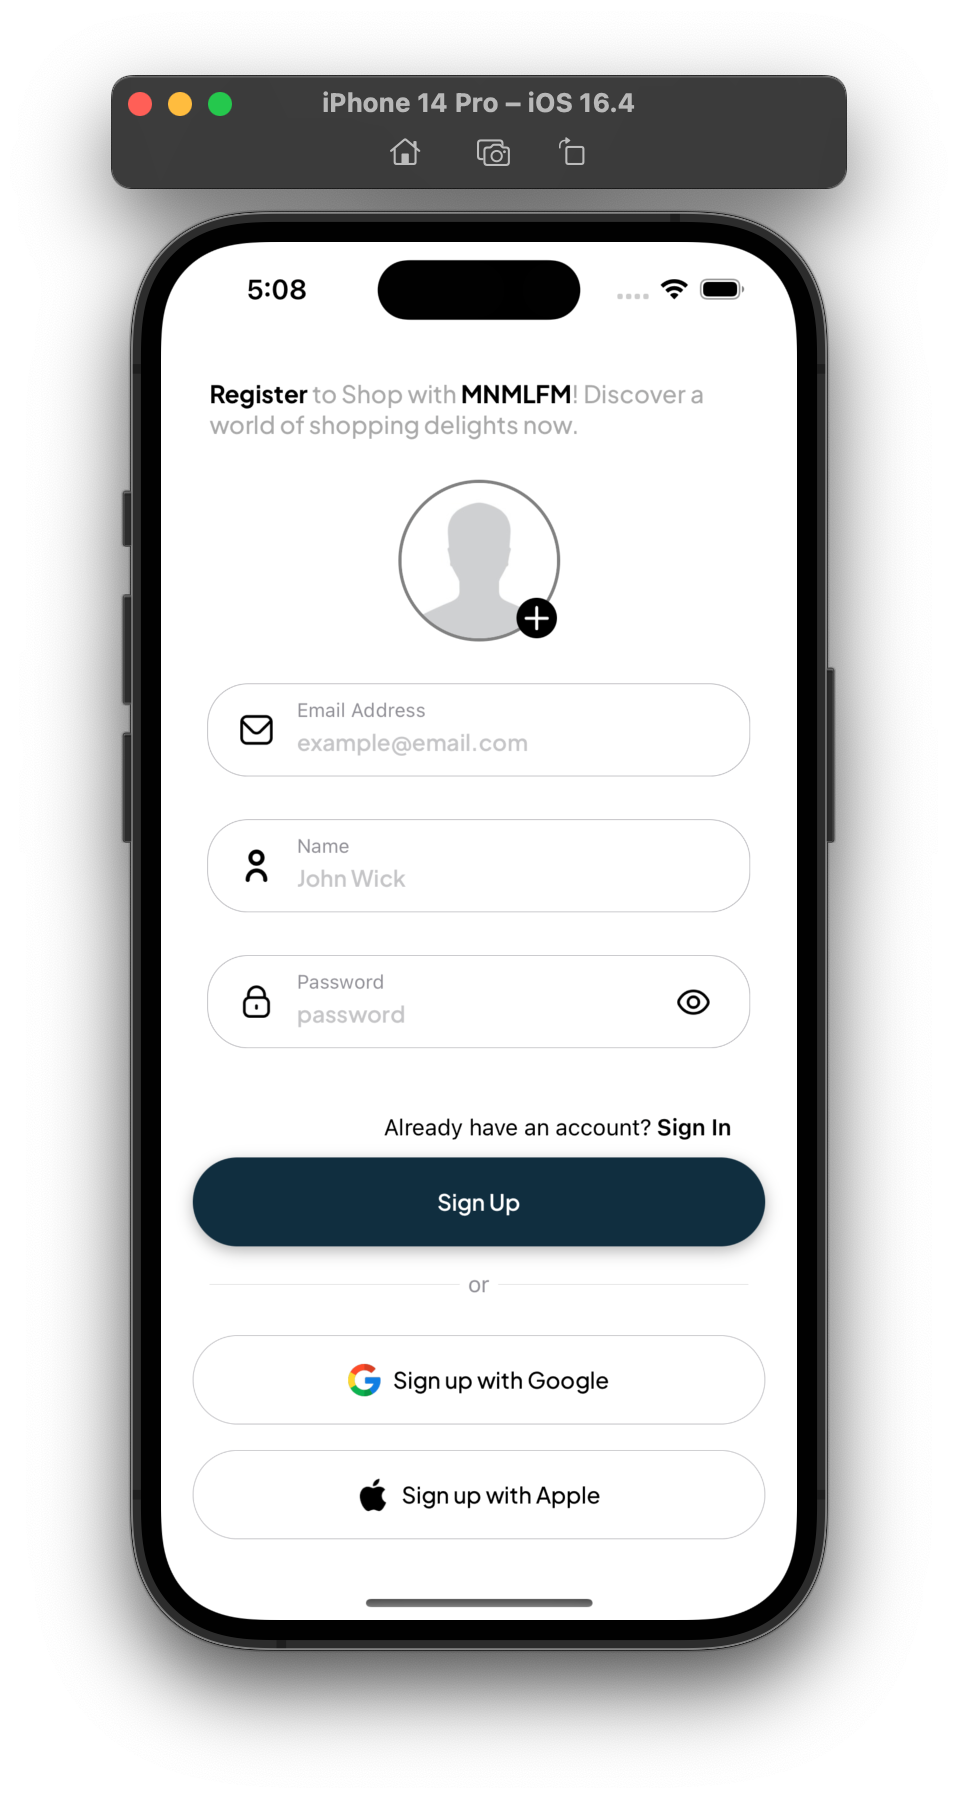 iPhone 14 Pro – iOS 16.4
5:08
Register to Shop with MNMLFM! Discover a
world of shopping delights now.
Email Address
example@email.com
Name
John Wick
Password
password
Already have an account? Sign In
Sign Up
or
Sign up with Google
Sign up with Apple